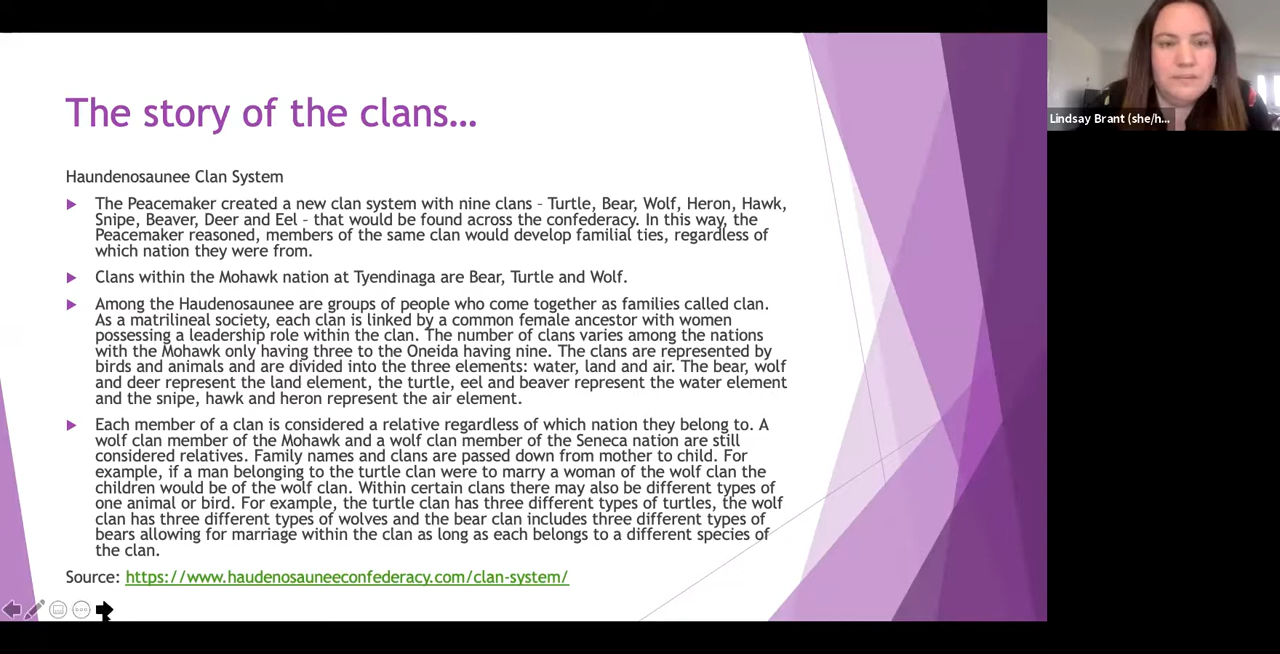 The story of the clans...
Haundenosaunee Clan System
The Peacemaker created a new clan system with nine clans – Turtle, Bear, Wolf, Heron, Hawk,
Snipe, Beaver, Deer and Eel – that would be found across the confederacy. In this way, the
Peacemaker reasoned, members of the same clan would develop familial ties, regardless of
which nation they were from.
Clans within the Mohawk nation at Tyendinaga are Bear, Turtle and Wolf.
Among the Haudenosaunee are groups of people who come together as families called clan.
As a matrilineal society, each clan is linked by a common female ancestor with women
possessing a leadership role within the clan. The number of clans varies among the nations
with the Mohawk only having three to the Oneida having nine. The clans are represented by
birds and animals and are divided into the three elements: water, land and air. The bear, wolf
and deer represent the land element, the turtle, eel and beaver represent the water element
and the snipe, hawk and heron represent the air element.
Each member of a clan is considered a relative regardless of which nation they belong to. A
wolf clan member of the Mohawk and a wolf clan member of the Seneca nation are still
considered relatives. Family names and clans are passed down from mother to child. For
example, if a man belonging to the turtle clan were to marry a woman of the wolf clan the
children would be of the wolf clan. Within certain clans there may also be different types of
one animal or bird. For example, the turtle clan has three different types of turtles, the wolf
clan has three different types of wolves and the bear clan includes three different types of
bears allowing for marriage within the clan as long as each belongs to a different species of
the clan.
Source: https://www.haudenosauneeconfederacy.com/clan-system/
Lindsay Brant (she/h...